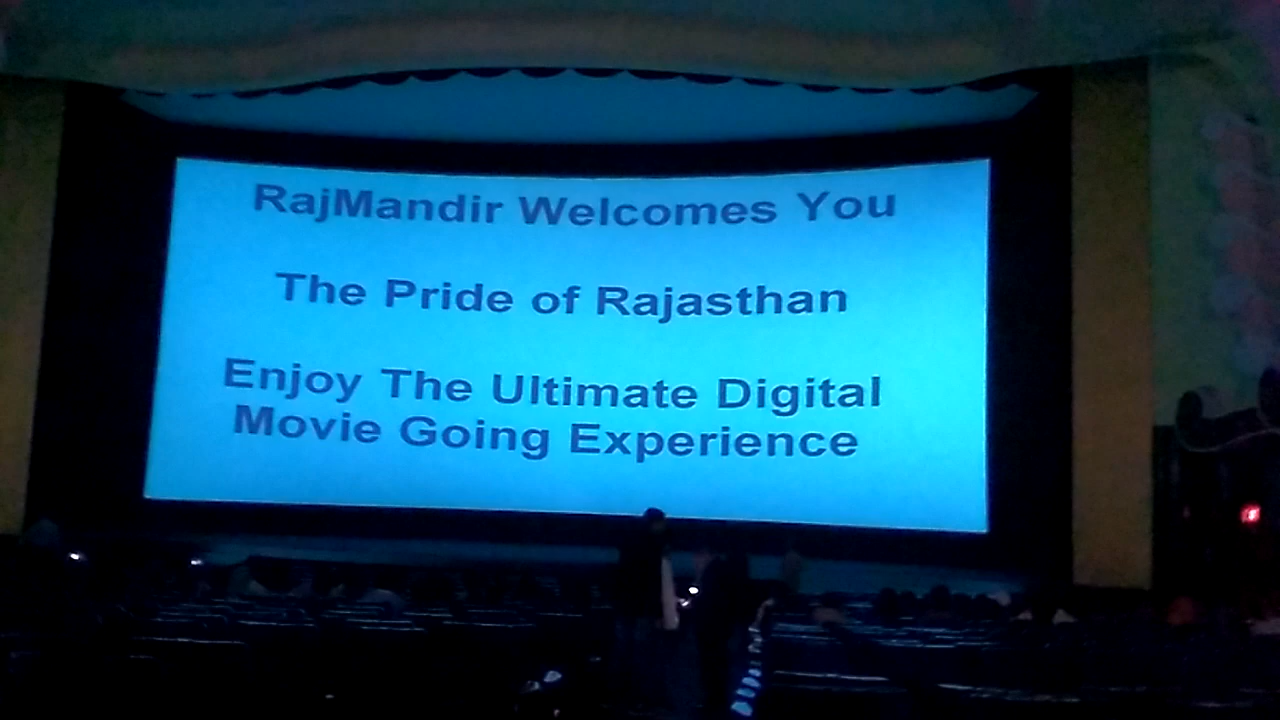 RajMandir Welcomes You
The Pride of Rajasthan
Enjoy The Ultimate Digital
Movie Going Experience